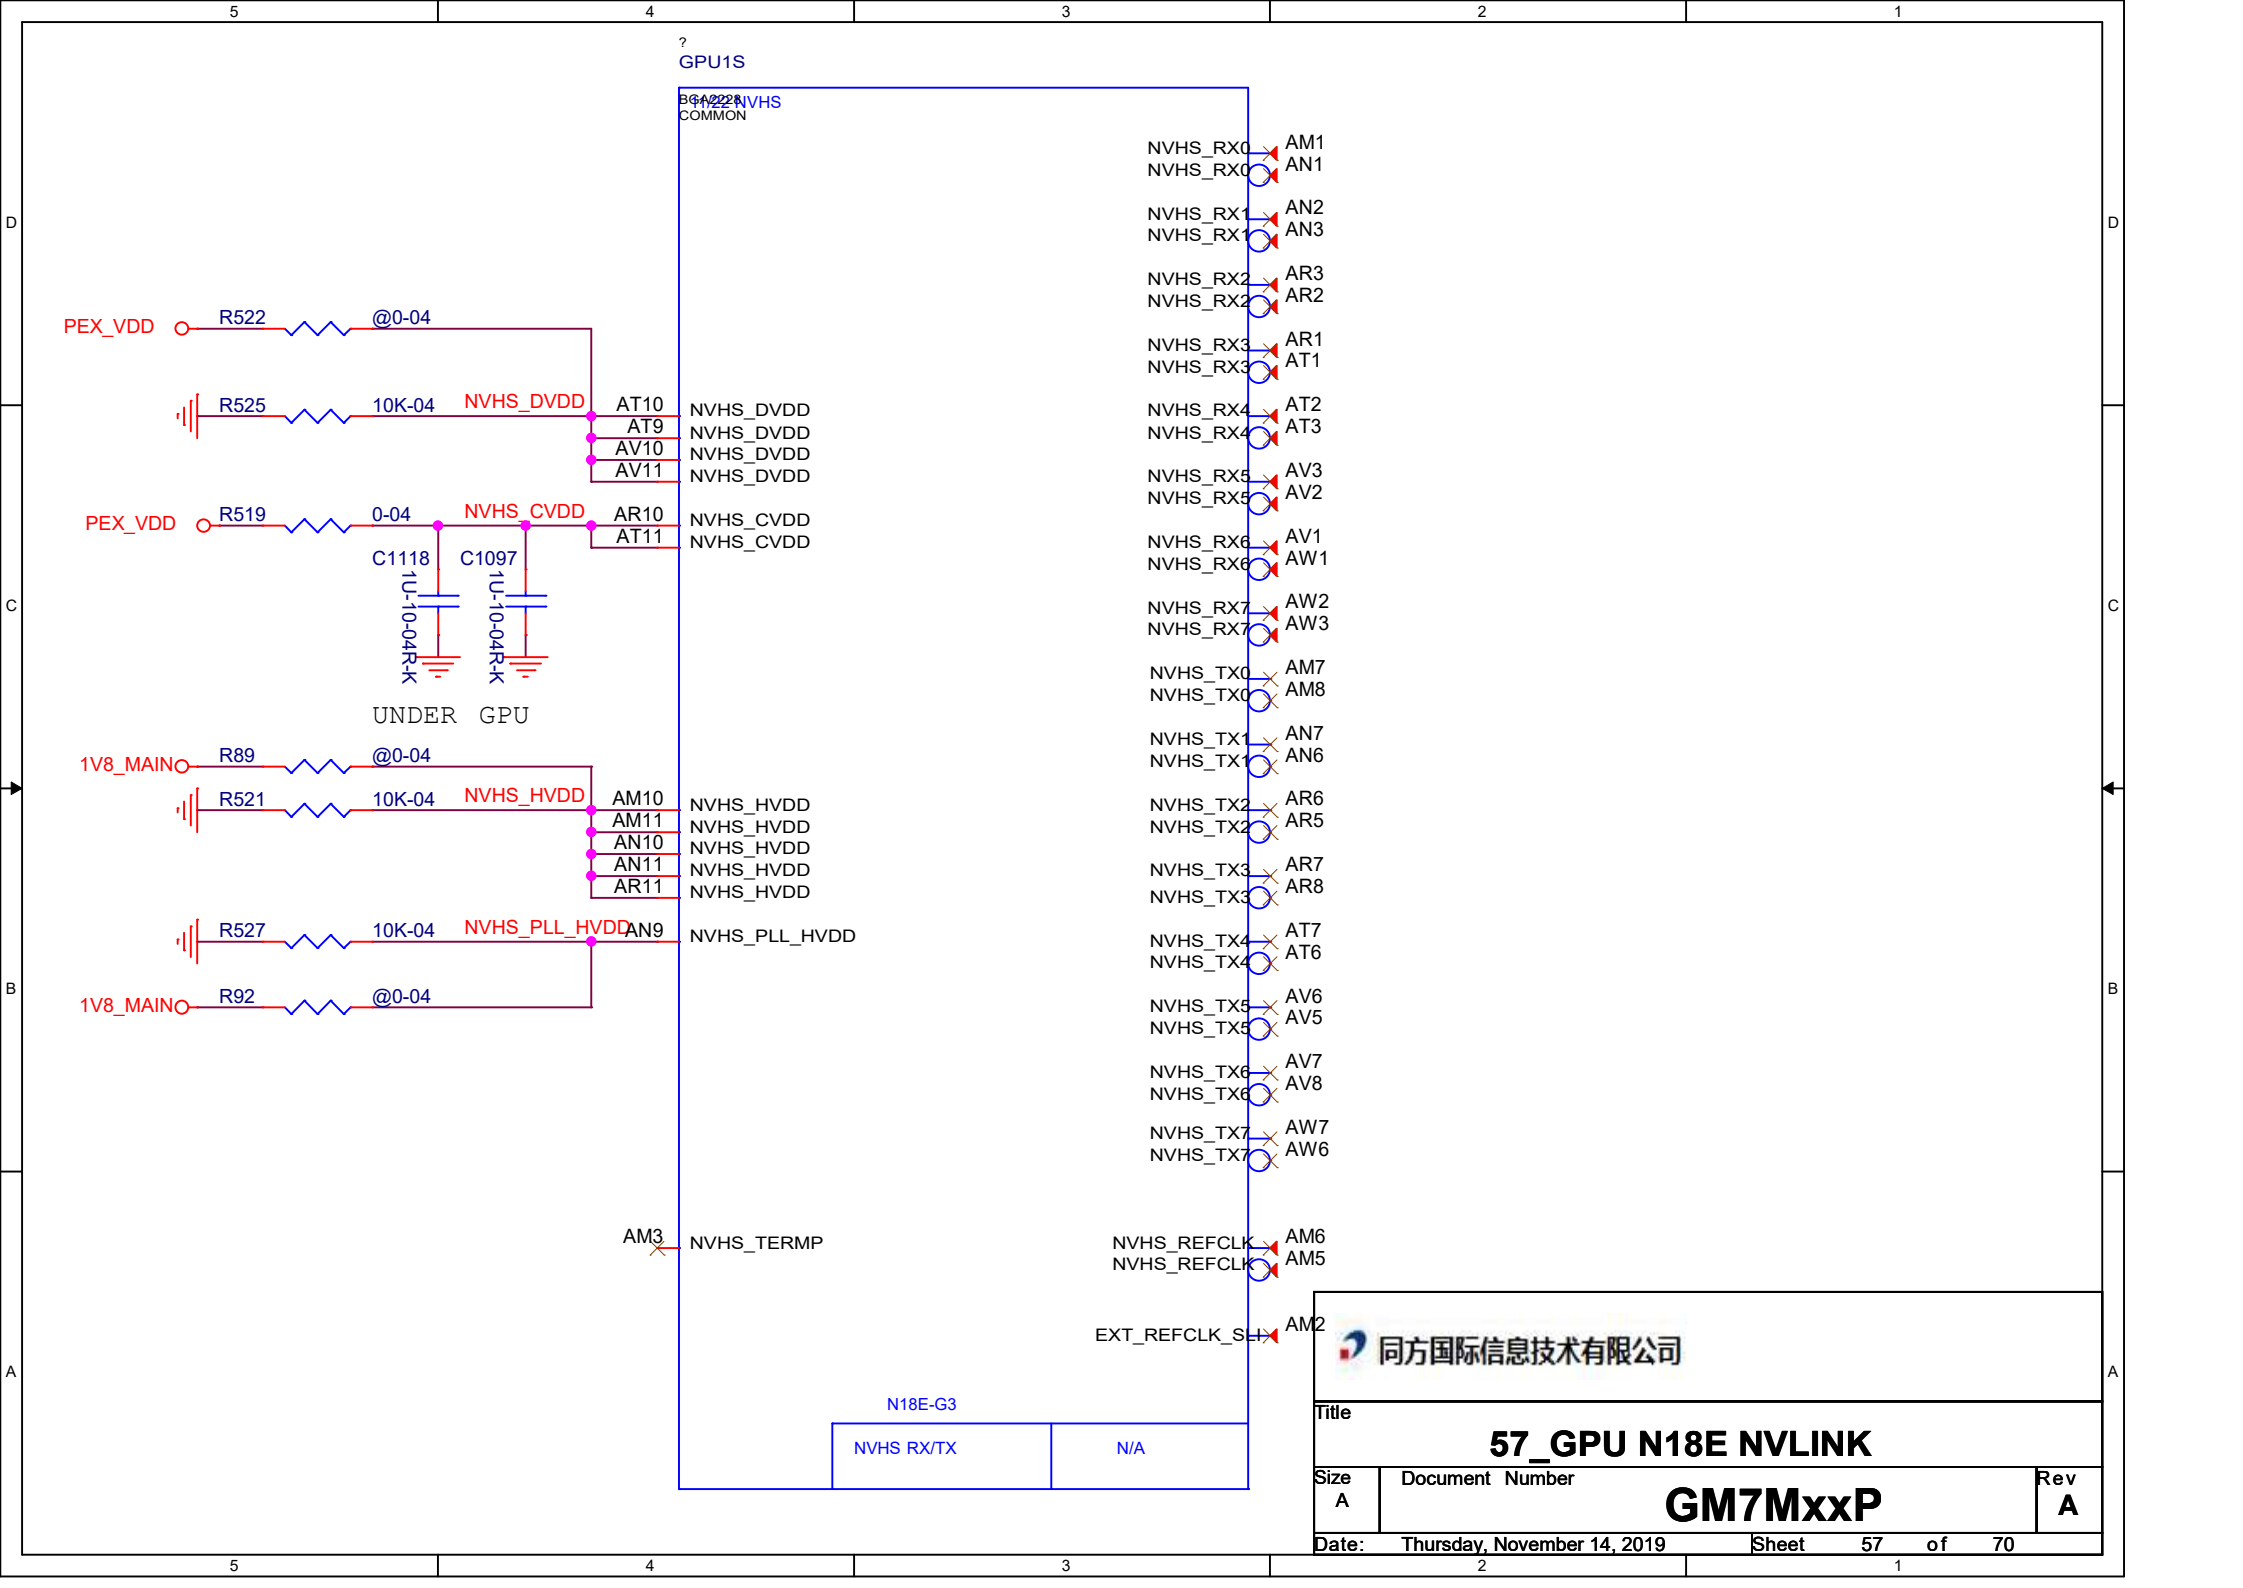 5 4 3 2 1
?
GPU1S
BGA2228
11/22 NVHS
COMMON
NVHS_RX0 AM1
NVHS_RX0 AN1
NVHS_RX1 AN2
NVHS_RX1 AN3
D D
NVHS_RX2 AR3
NVHS_RX2 AR2
PEX_VDD R522 @0-04
NVHS_RX3 AR1
NVHS_RX3 AT1
R525 10K-04 NVHS_DVDD AT10 NVHS_DVDD
AT9 NVHS_DVDD
AV10 NVHS_DVDD
AV11 NVHS_DVDD
NVHS_RX4 AT2
NVHS_RX4 AT3
NVHS_RX5 AV3
NVHS_RX5 AV2
PEX_VDD R519 0-04 NVHS_CVDD AR10 NVHS_CVDD
AT11 NVHS_CVDD
NVHS_RX6 AV1
NVHS_RX6 AW1
C1118 C1097
1U-10-04R-K 1U-10-04R-K
C C
NVHS_RX7 AW2
NVHS_RX7 AW3
NVHS_TX0 AM7
NVHS_TX0 AM8
UNDER GPU
NVHS_TX1 AN7
NVHS_TX1 AN6
1V8_MAIN R89 @0-04
R521 10K-04 NVHS_HVDD AM10 NVHS_HVDD
AM11 NVHS_HVDD
AN10 NVHS_HVDD
AN11 NVHS_HVDD
AR11 NVHS_HVDD
NVHS_TX2 AR6
NVHS_TX2 AR5
NVHS_TX3 AR7
NVHS_TX3 AR8
R527 10K-04 NVHS_PLL_HVDD AN9 NVHS_PLL_HVDD
NVHS_TX4 AT7
NVHS_TX4 AT6
B B
1V8_MAIN R92 @0-04
NVHS_TX5 AV6
NVHS_TX5 AV5
NVHS_TX6 AV7
NVHS_TX6 AV8
NVHS_TX7 AW7
NVHS_TX7 AW6
AM3 NVHS_TERMP
NVHS_REFCLK AM6
NVHS_REFCLK AM5
EXT_REFCLK_SLI AM2
同方国际信息技术有限公司
A A
N18E-G3
NVHS RX/TX N/A
Title
57_GPU N18E NVLINK
Size Document Number Rev
A GM7MxxP A
Date: Thursday, November 14, 2019 Sheet 57 of 70
5 4 3 2 1